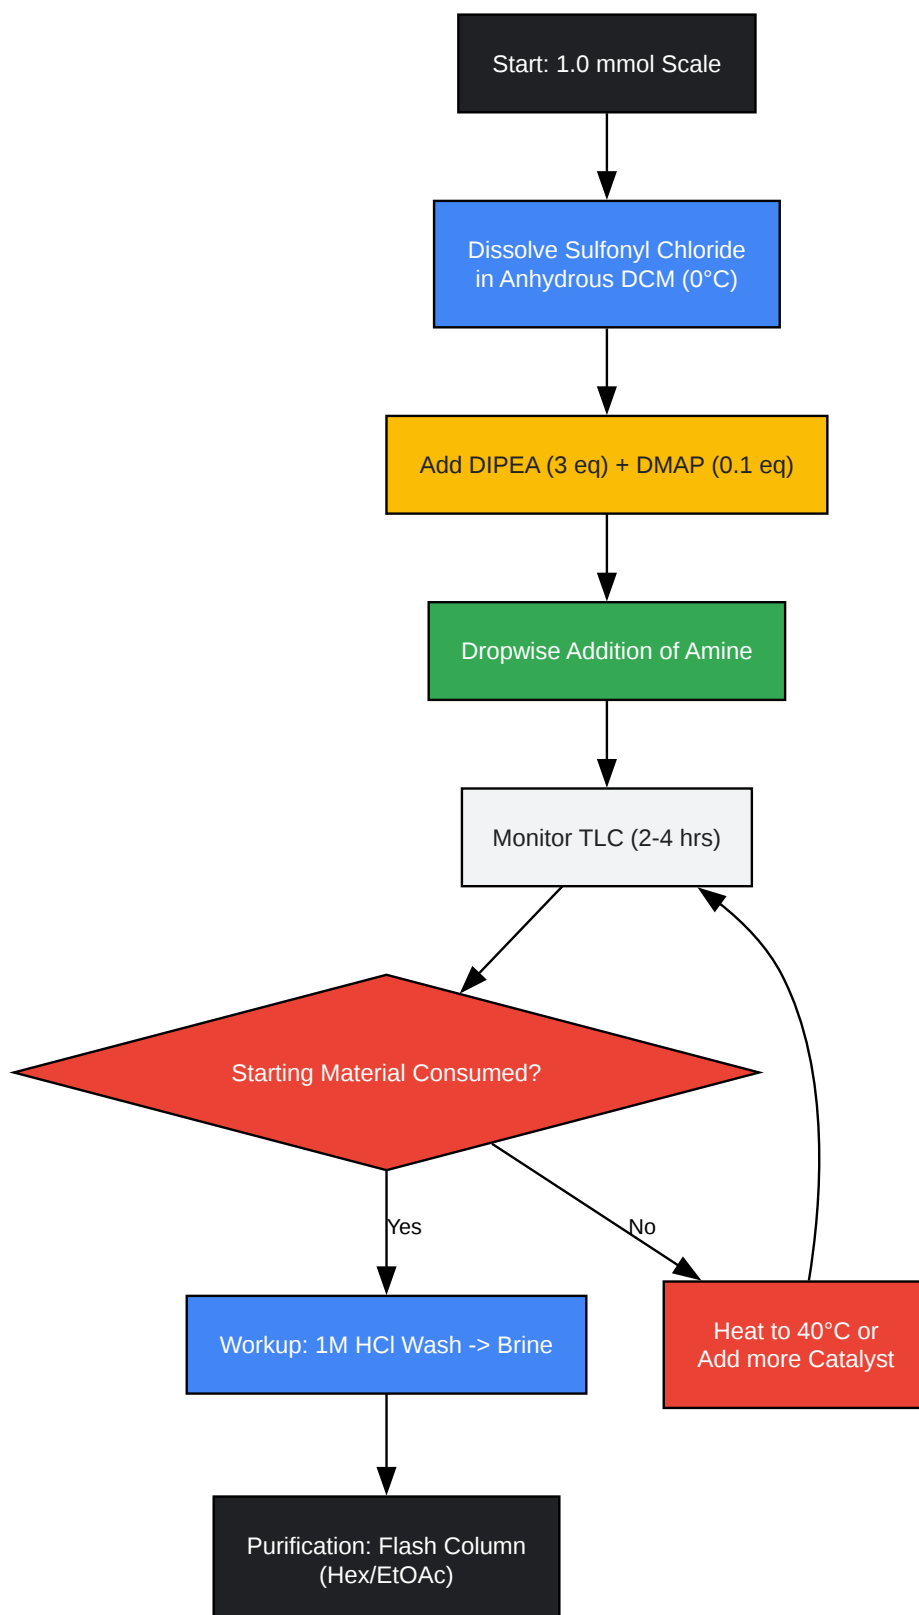 Start: 1.0 mmol Scale
Dissolve Sulfonyl Chloride
in Anhydrous DCM (0°C)
Add DIPEA (3 eq) + DMAP (0.1 eq)
Dropwise Addition of Amine
Monitor TLC (2-4 hrs)
Starting Material Consumed?
Yes
No
Workup: 1M HCl Wash -> Brine
Heat to 40°C or
Add more Catalyst
Purification: Flash Column
(Hex/EtOAc)